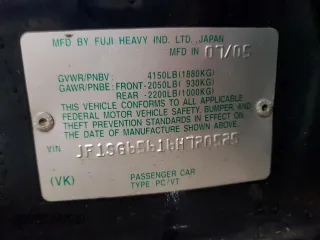 MFD BY FUJI HEAVY IND. LTD., JAPAN
MFD IN 07/05
GVWR/PNBV : 4150LB(1880KG)
GAWR/PNBE: FRONT-2050LB( 930KG)
REAR -2200LB(1000KG)
THIS VEHICLE CONFORMS TO ALL APPLICABLE
FEDERAL MOTOR VEHICLE SAFETY, BUMPER, AND
THEFT PREVENTION STANDARDS IN EFFECT ON THE
DATE OF MANUFACTURE SHOWN ABOVE.
VIN
(VK)
PASSENGER CAR
TYPE PC/VT